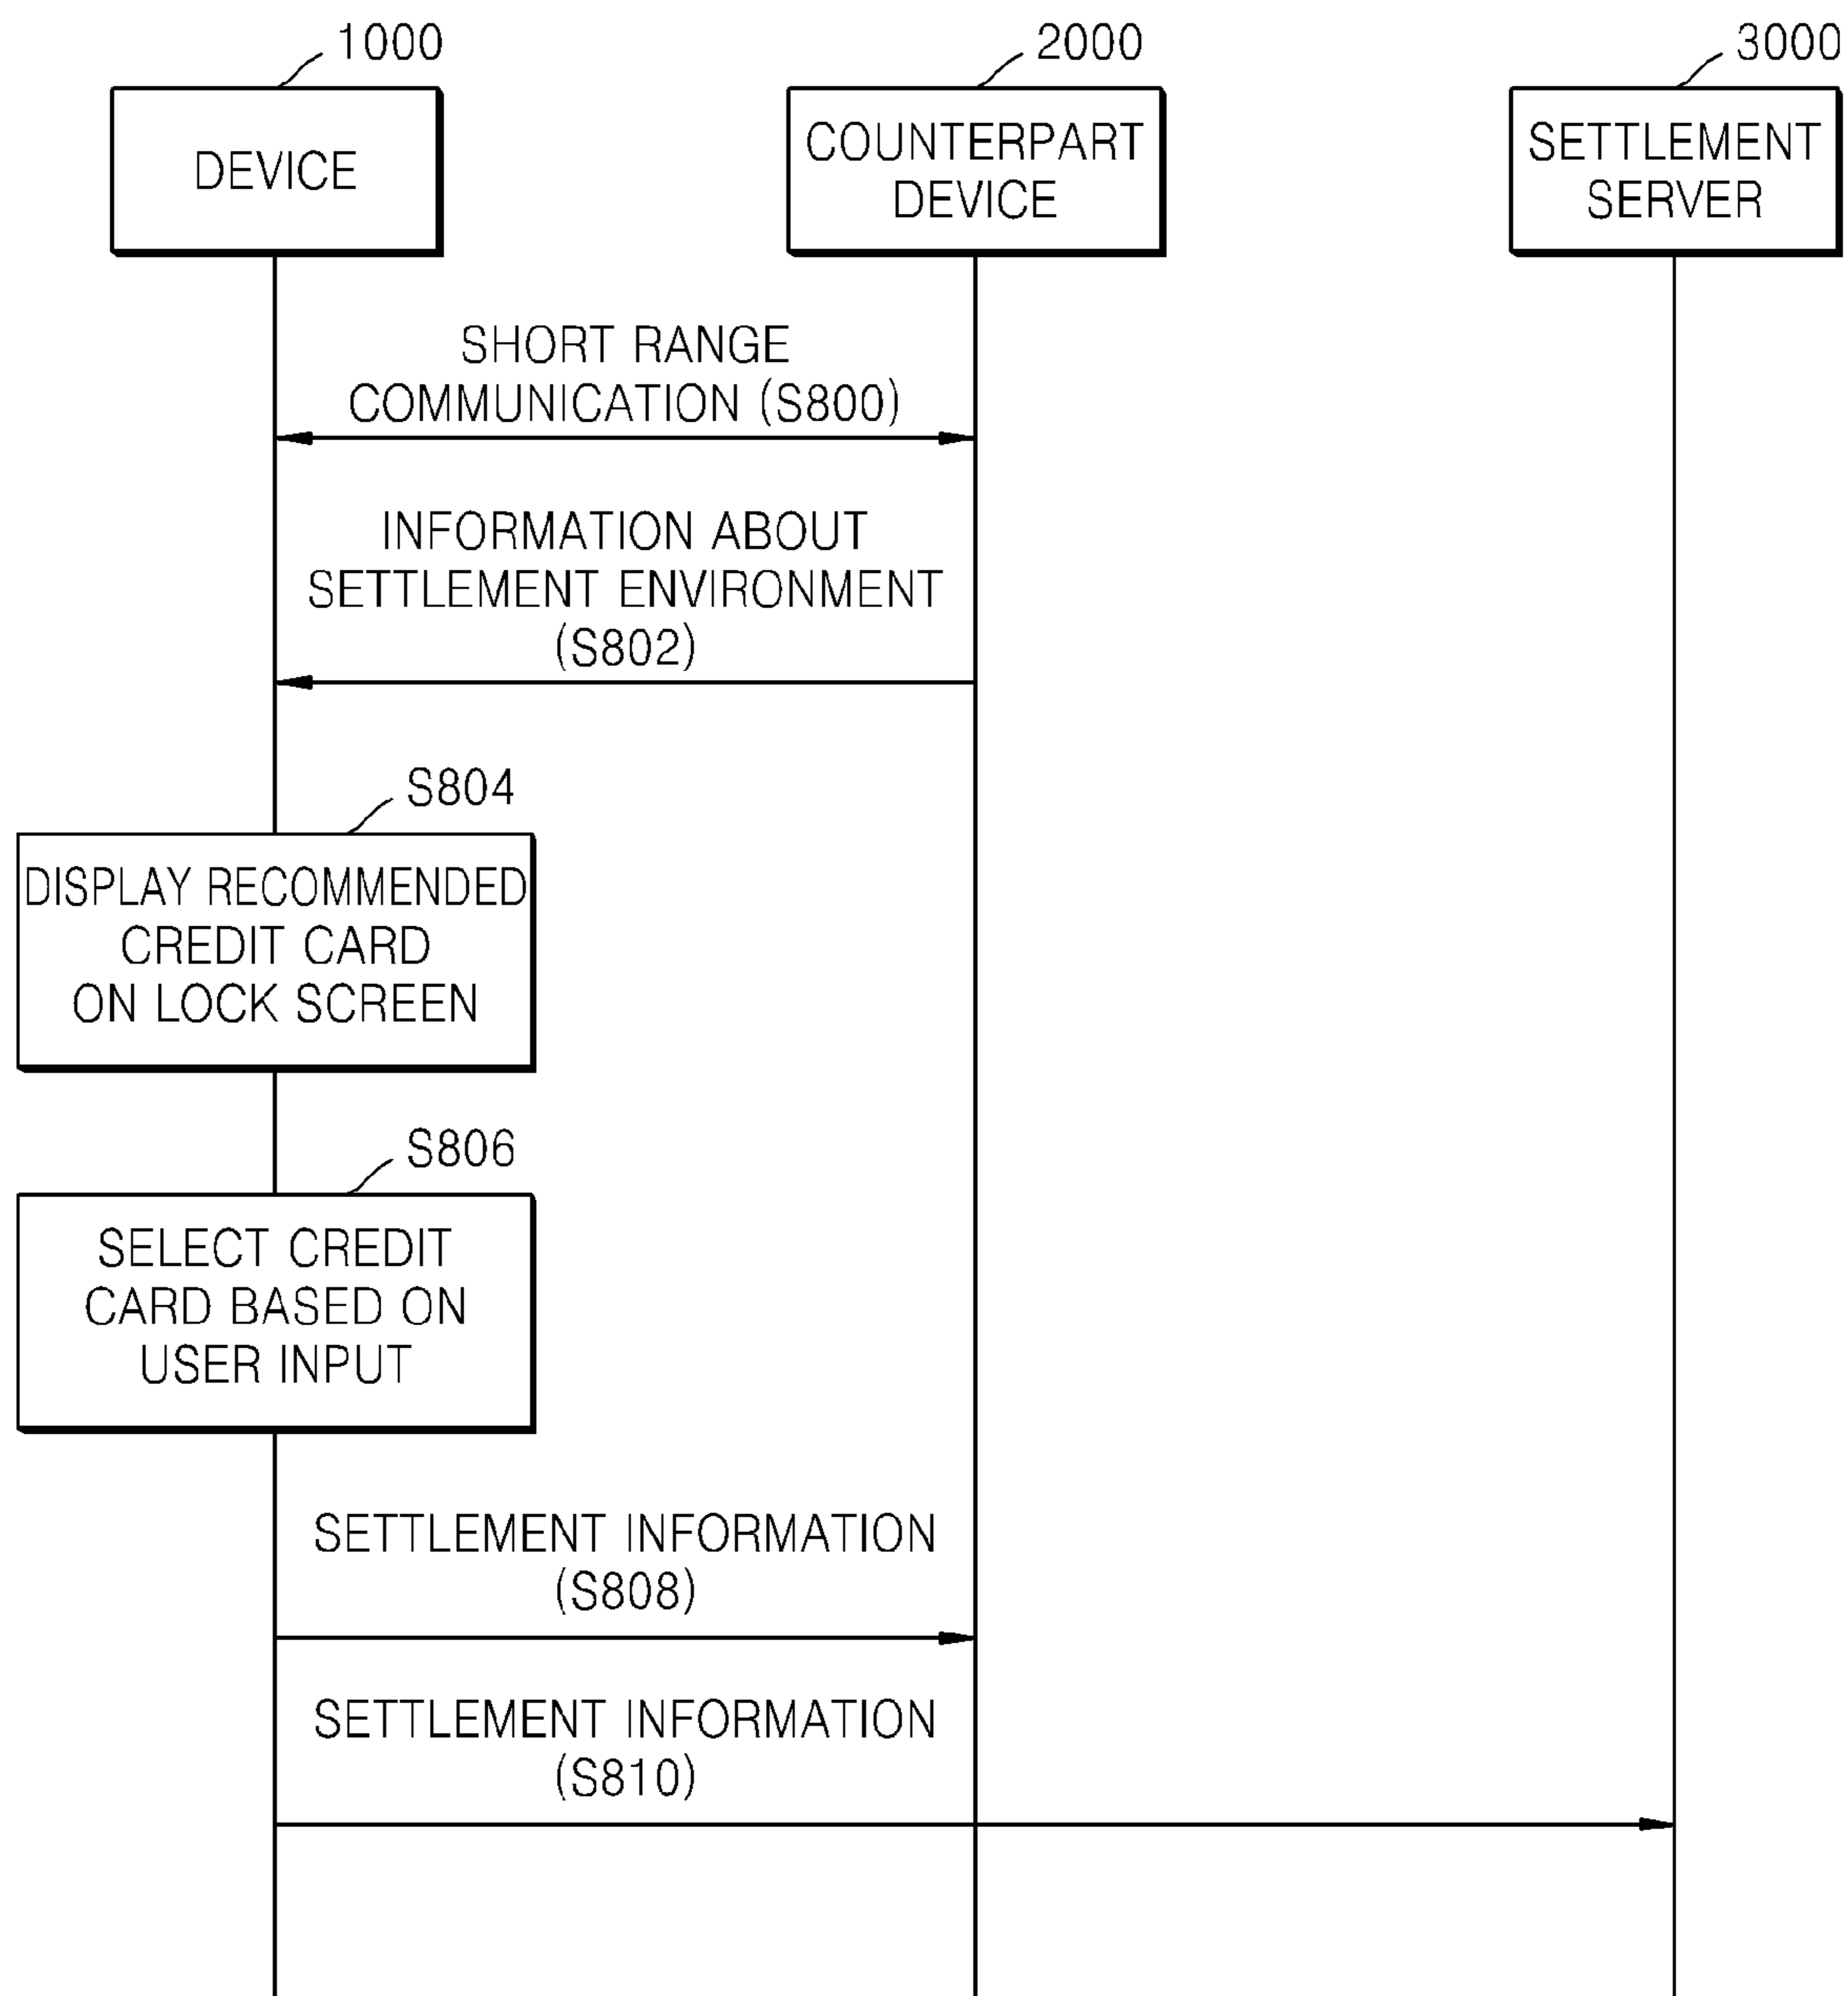 1000
2000
3000
DEVICE
COUNTERPART
DEVICE
SETTLEMENT
SERVER
SHORT RANGE
COMMUNICATION (S800)
INFORMATION ABOUT
SETTLEMENT ENVIRONMENT
(S802)
S804
DISPLAY RECOMMENDED
CREDIT CARD
ON LOCK SCREEN
S806
SELECT CREDIT
CARD BASED ON
USER INPUT
SETTLEMENT INFORMATION
(S808)
SETTLEMENT INFORMATION
(S810)